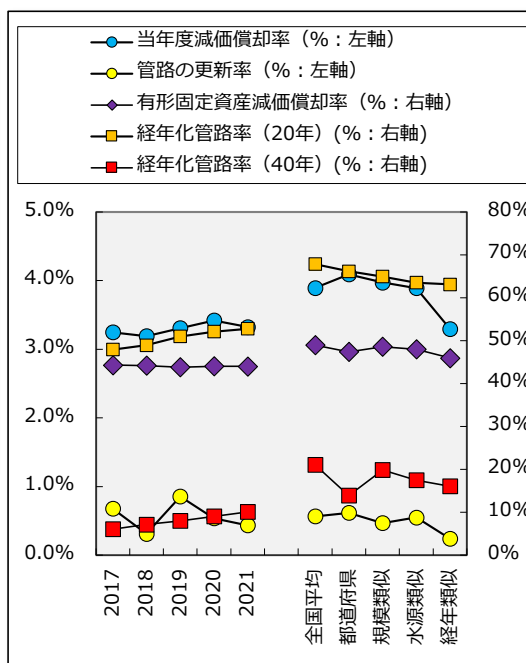 当年度減価償却率（%：左軸）
管路の更新率（%：左軸）
有形固定資産減価償却率（%：右軸）
経年化管路率（20年）(%：右軸)
経年化管路率（40年）(%：右軸)
5.0%
4.0%
3.0%
2.0%
1.0%
0.0%
80%
70%
60%
50%
40%
30%
20%
10%
0%
2017
2018
2019
2020
2021
全国平均
都道府県
規模類似
水源類似
経年類似